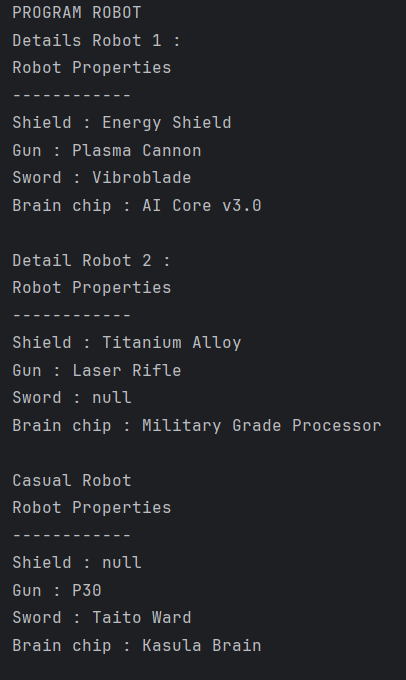 PROGRAM ROBOT
Details Robot 1 :
Robot Properties
------------
Shield : Energy Shield
Gun : Plasma Cannon
Sword : Vibroblade
Brain chip : AI Core v3.0

Detail Robot 2 :
Robot Properties
------------
Shield : Titanium Alloy
Gun : Laser Rifle
Sword : null
Brain chip : Military Grade Processor

Casual Robot
Robot Properties
------------
Shield : null
Gun : P30
Sword : Taito Ward
Brain chip : Kasula Brain